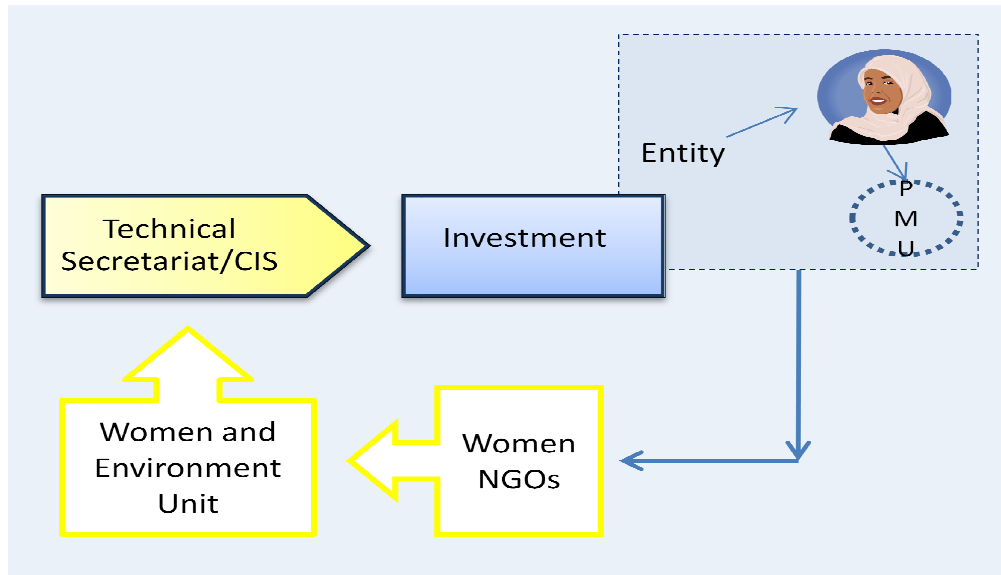 Entity
P
M
U
Technical
Secretariat/CIS
Investment
Women and
Environment
Unit
Women
NGOs